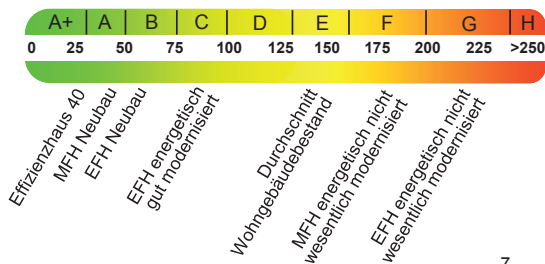 A+ A B C D E F G H
0 25 50 75 100 125 150 175 200 225 >250
Effizienzhaus 40
MFH Neubau
EFH Neubau
EFH energetisch
gut modernisiert
Durchschnitt
Wohngebäudebestand
MFH energetisch nicht
wesentlich modernisiert
EFH energetisch nicht
wesentlich modernisiert
7